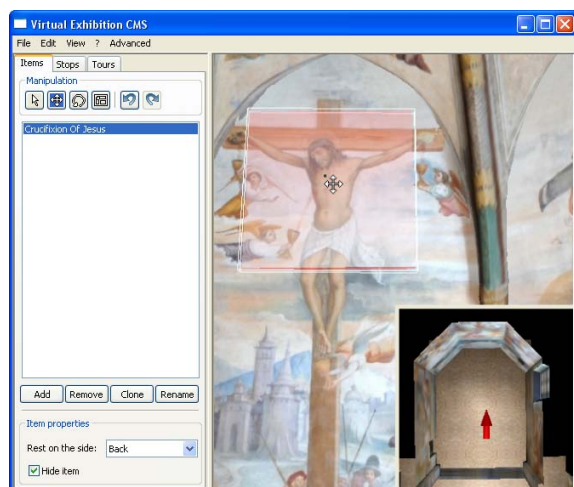 Virtual Exhibition CMS
File Edit View ? Advanced
Items Stops Tours
Manipulation
Crucifixion Of Jesus
Add Remove Clone Rename
Item properties
Rest on the side: Back
Hide item